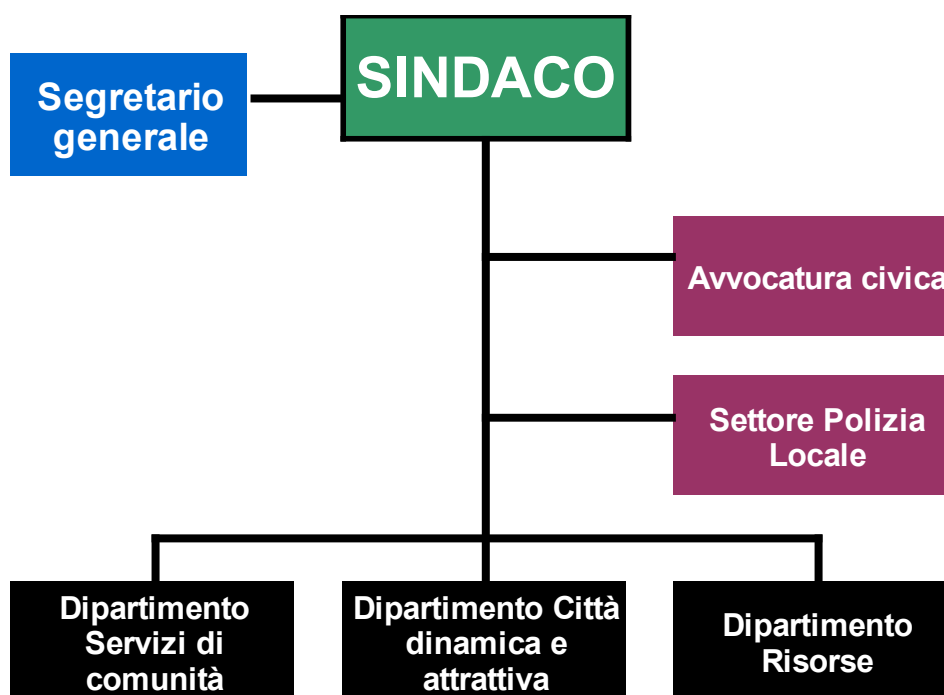 SINDACO
Segretario
generale
Avvocatura civica
Settore Polizia
Locale
Dipartimento
Servizi di
comunità
Dipartimento Città
dinamica e
attrattiva
Dipartimento
Risorse